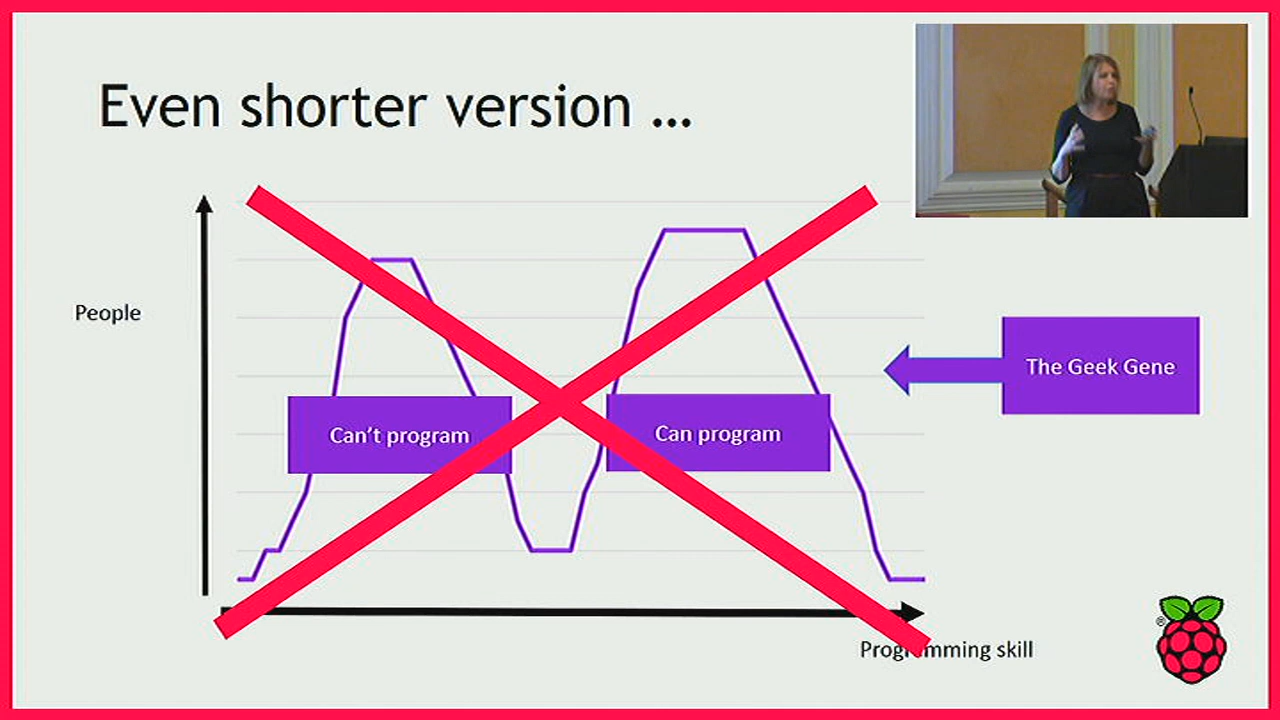 Even shorter version ...
People
The Geek Gene
Can't program
Can program
Programming skill
®